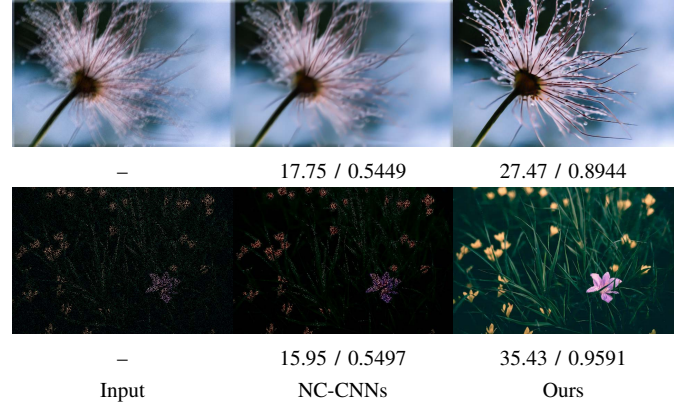 – 17.75 / 0.5449 27.47 / 0.8944
– 15.95 / 0.5497 35.43 / 0.9591
Input NC-CNNs Ours